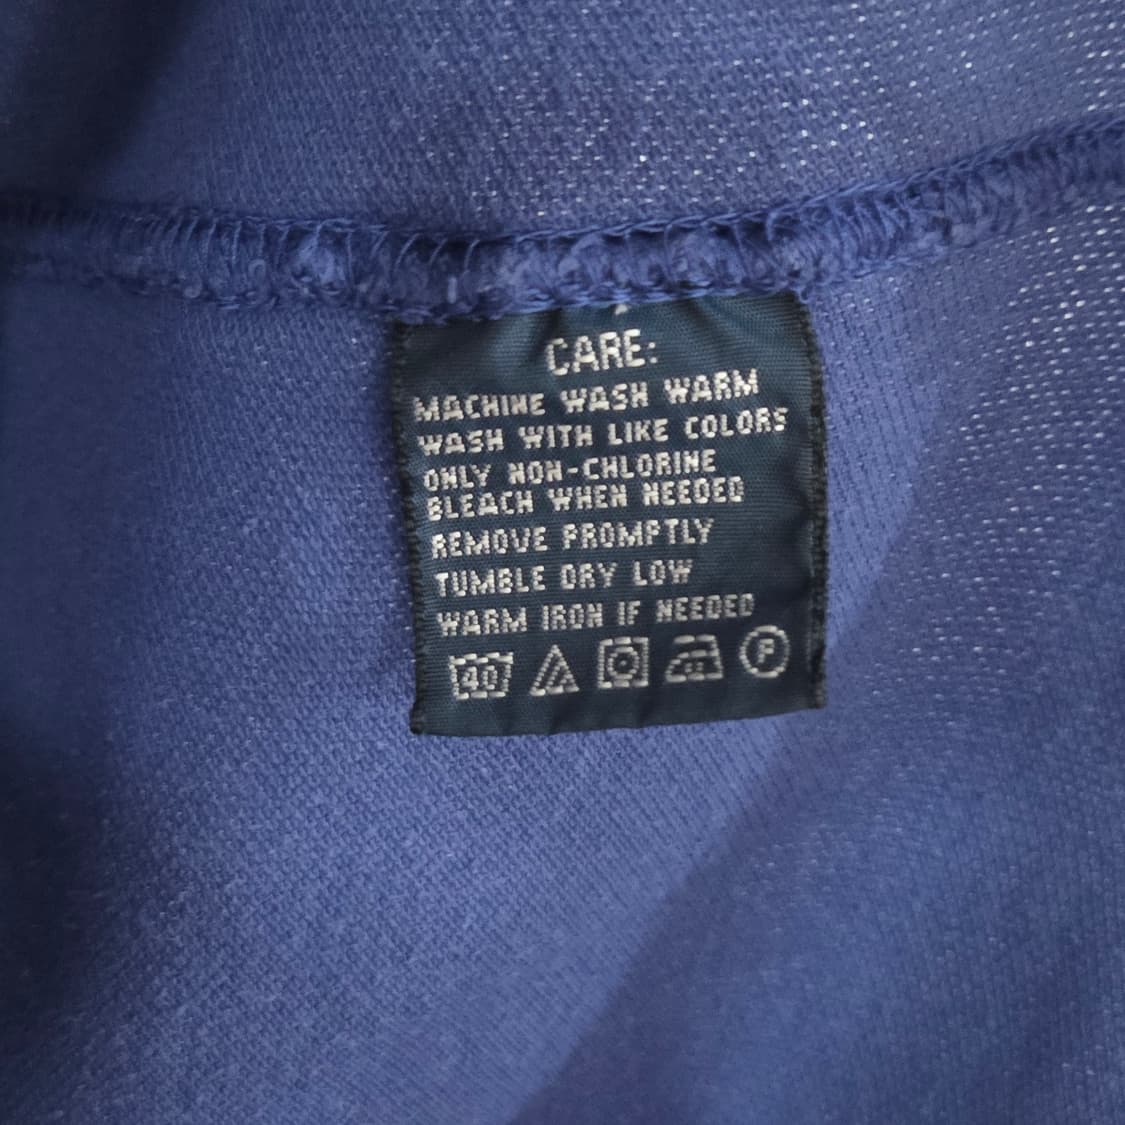 CARE:
MACHINE WASH WARM
WASH WITH LIKE COLORS
ONLY NON-CHLORINE
BLEACH WHEN NEEDED
REMOVE PROMPTLY
TUMBLE DRY LOW
WARM IRON IF NEEDED
40 P